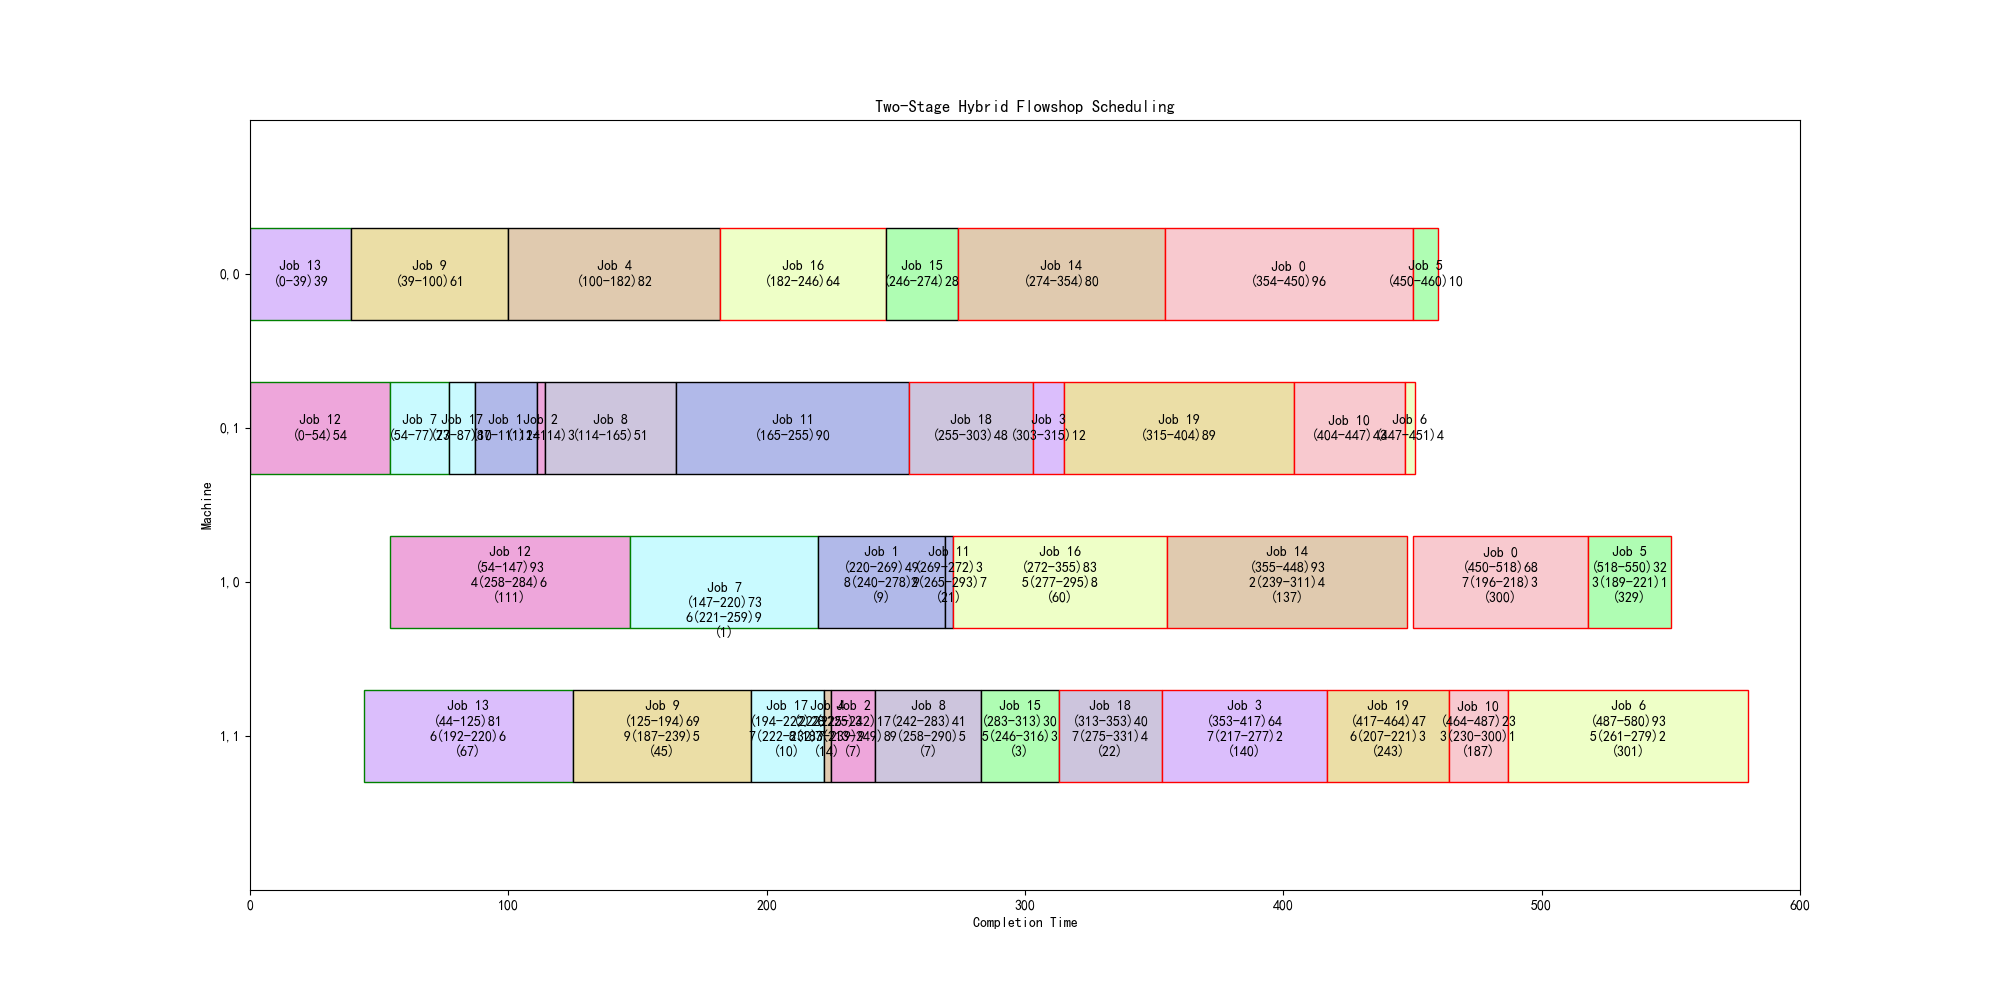 Two-Stage Hybrid Flowshop Scheduling
0,0
Job 13
(0-39)39
Job 9
(39-100)61
Job 4
(100-182)82
Job 16
(182-246)64
Job 15
(246-274)28
Job 14
(274-354)80
Job 0
(354-450)96
Job 5
(450-460)10
0,1
Job 12
(0-54)54
Job 7
(54-77)23
Job 17
(77-87)10
Job 1
Job 2
Job 8
(114-165)51
Job 11
(165-255)90
Job 18
(255-303)48
Job 3
(303-315)12
Job 19
(315-404)89
Job 10
(404-447)43
Job 6
(447-451)4
Machine
1,0
Job 12
(54-147)93
4(258-284)6
(111)
Job 7
(147-220)73
6(221-259)9
(1)
Job 1
(220-269)49
8(240-278)9
(9)
Job 11
(269-272)3
(265-293)7
(21)
Job 16
(272-355)83
5(277-295)8
(60)
Job 14
(355-448)93
2(239-311)4
(137)
Job 0
(450-518)68
7(196-218)3
(300)
Job 5
(518-550)32
3(189-221)1
(329)
1,1
Job 13
(44-125)81
6(192-220)6
(67)
Job 9
(125-194)69
9(187-239)5
(45)
Job 17
(194-222)28
(10)
Job 4
(14)
Job 2
(225-242)17
(7)
Job 8
(242-283)41
9(258-290)5
(7)
Job 15
(283-313)30
5(246-316)3
(3)
Job 18
(313-353)40
7(275-331)4
(22)
Job 3
(353-417)64
7(217-277)2
(140)
Job 19
(417-464)47
6(207-221)3
(243)
Job 10
(464-487)23
3(230-300)1
(187)
Job 6
(487-580)93
5(261-279)2
(301)
0
100
200
300
400
500
600
Completion Time